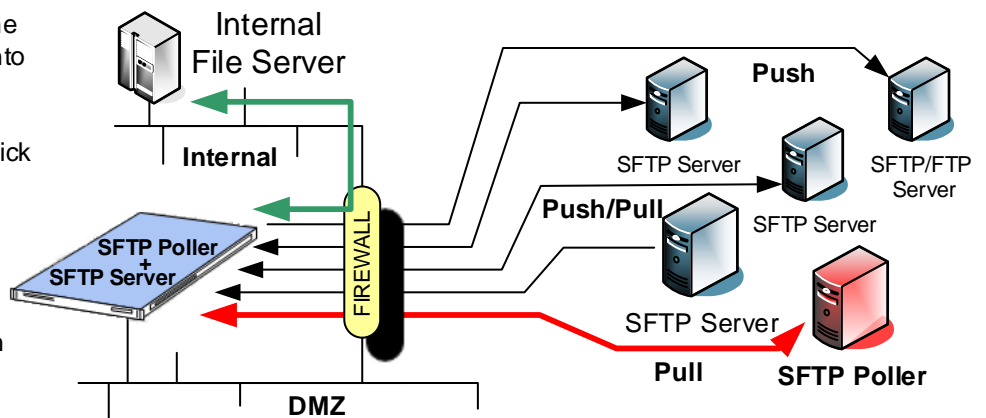 Internal
File Server
Internal
SFTP Poller
+
SFTP Server
FIREWALL
DMZ
Push
SFTP Server
SFTP/FTP
Server
SFTP Server
Push/Pull
SFTP Server
Pull
SFTP Poller
ick